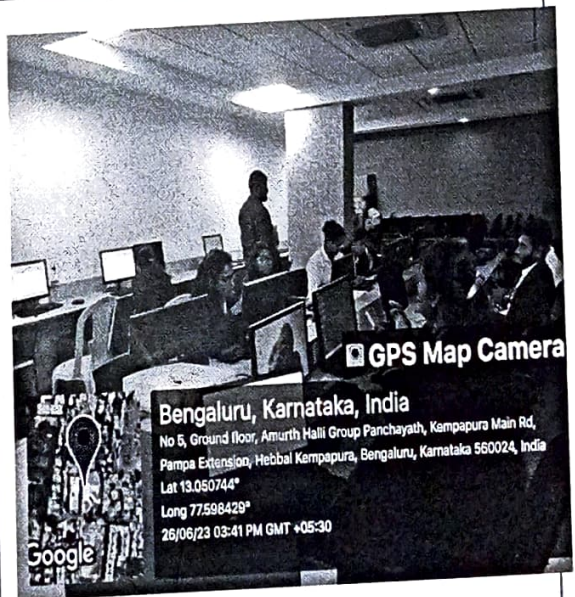 GPS Map Camera
Bengaluru, Karnataka, India
No 5, Ground floor, Amurth Halli Group Panchayath, Kempapura Main Rd,
Pampa Extension, Hebbal Kempapura, Bengaluru, Karnataka 560024, India
Lat 13.050744°
Long 77.598429°
26/06/23 03:41 PM GMT +05:30
Google